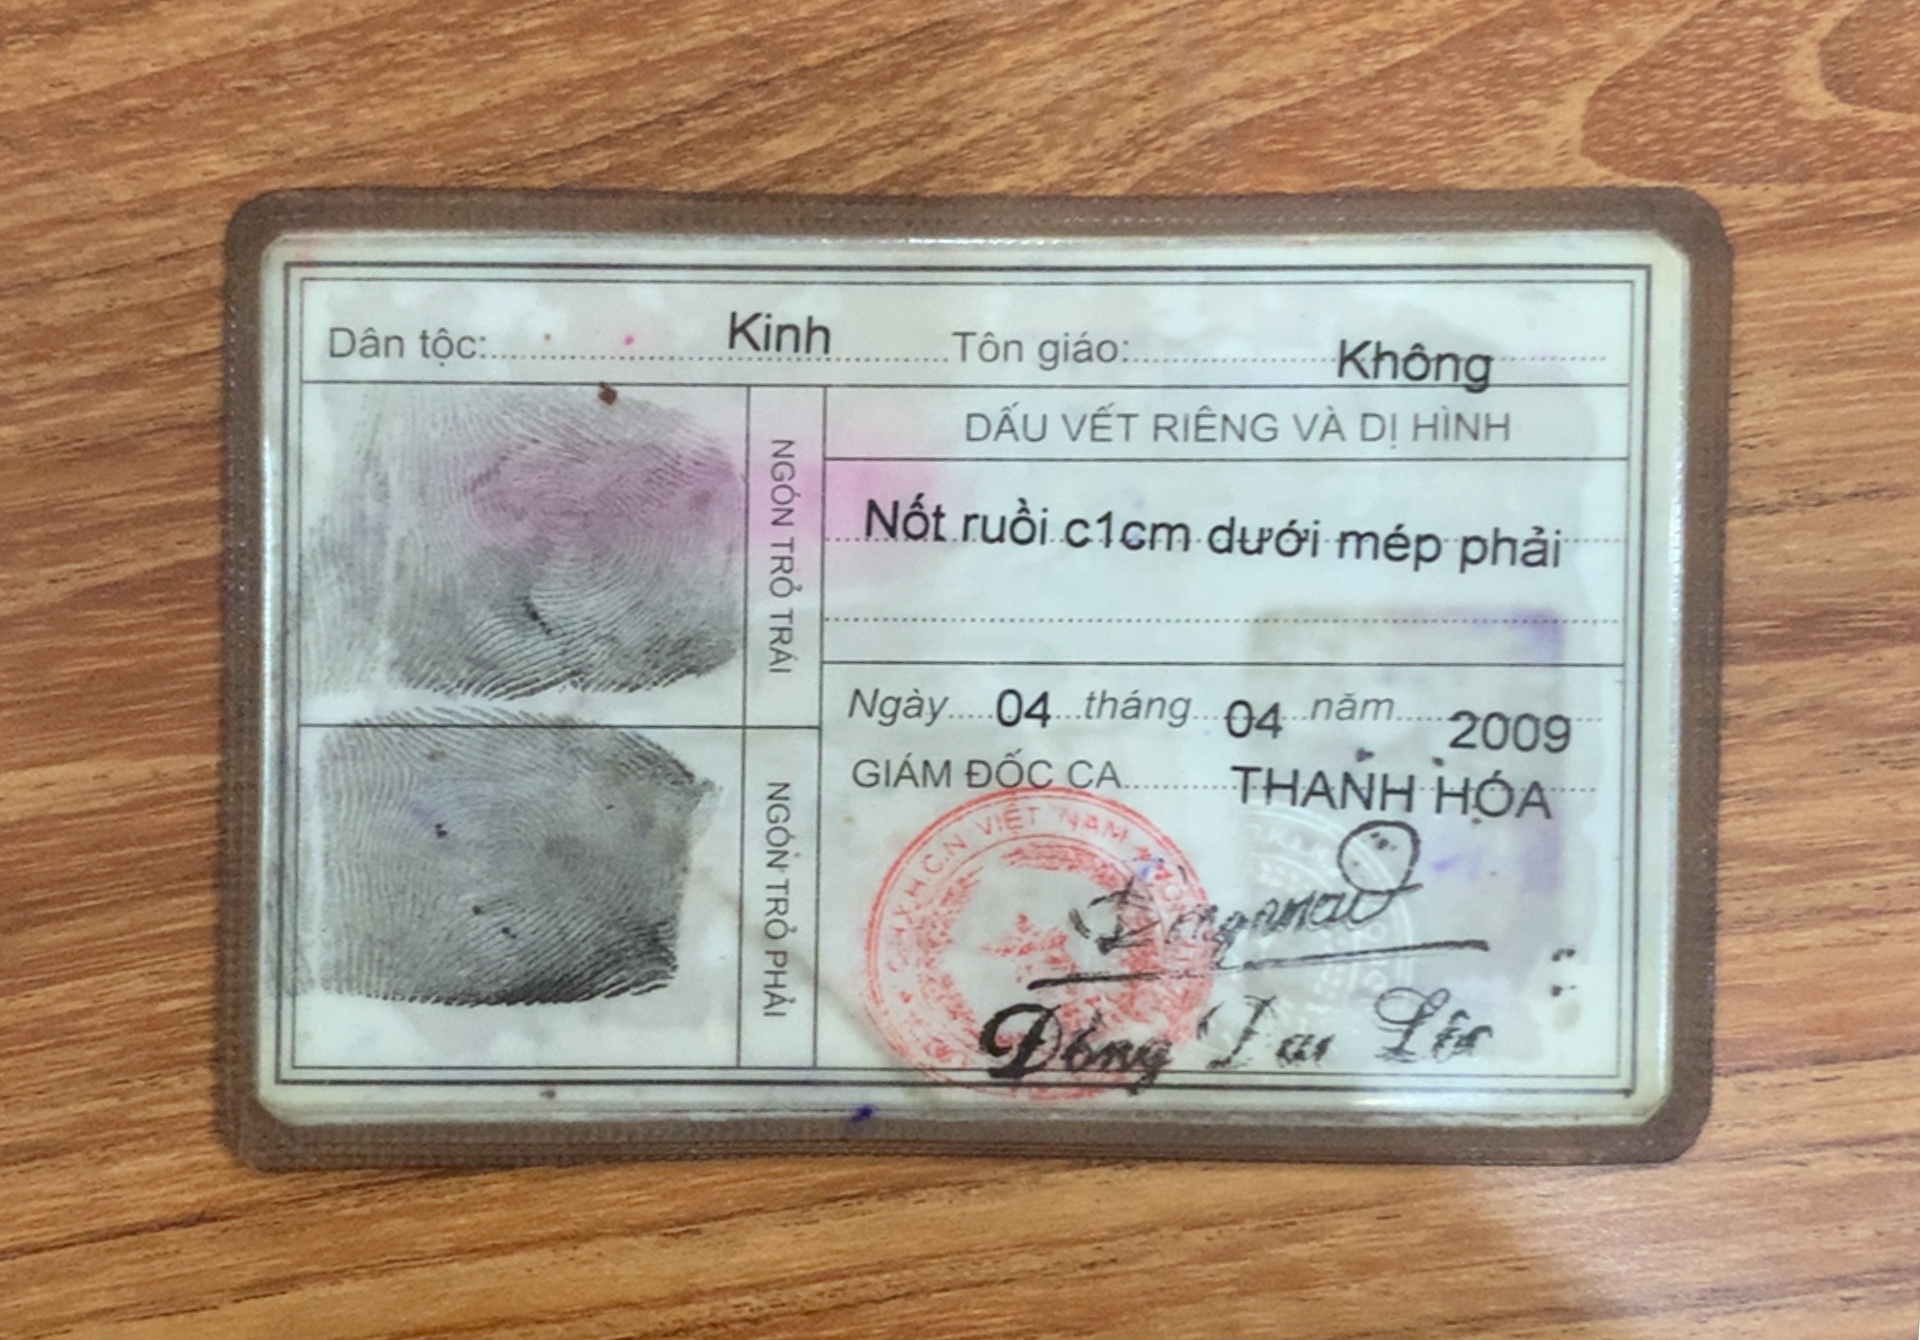 Dân tộc: Kinh Tôn giáo: Không
NGÓN TRỎ TRÁI
DẤU VẾT RIÊNG VÀ DỊ HÌNH
Nốt ruồi c1cm dưới mép phải
Ngày 04 tháng 04 năm 2009
GIÁM ĐỐC CA THANH HÓA
NGÓN TRỎ PHẢI
C.H.X.H.C.N VIỆT NAM
Đồng Đại Lộc